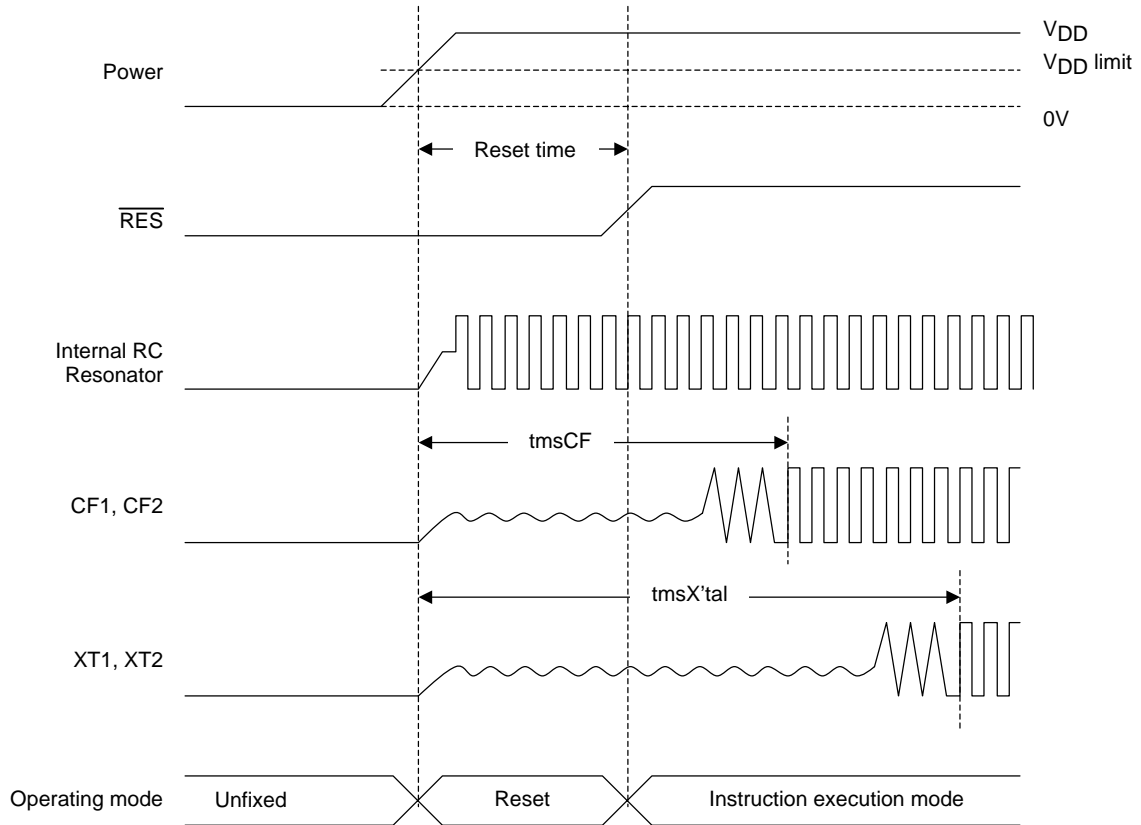 VDD
Power
VDD limit
0V
Reset time
RES
Internal RC
Resonator
tmsCF
CF1, CF2
tmsX'tal
XT1, XT2
Operating mode
Unfixed
Reset
Instruction execution mode